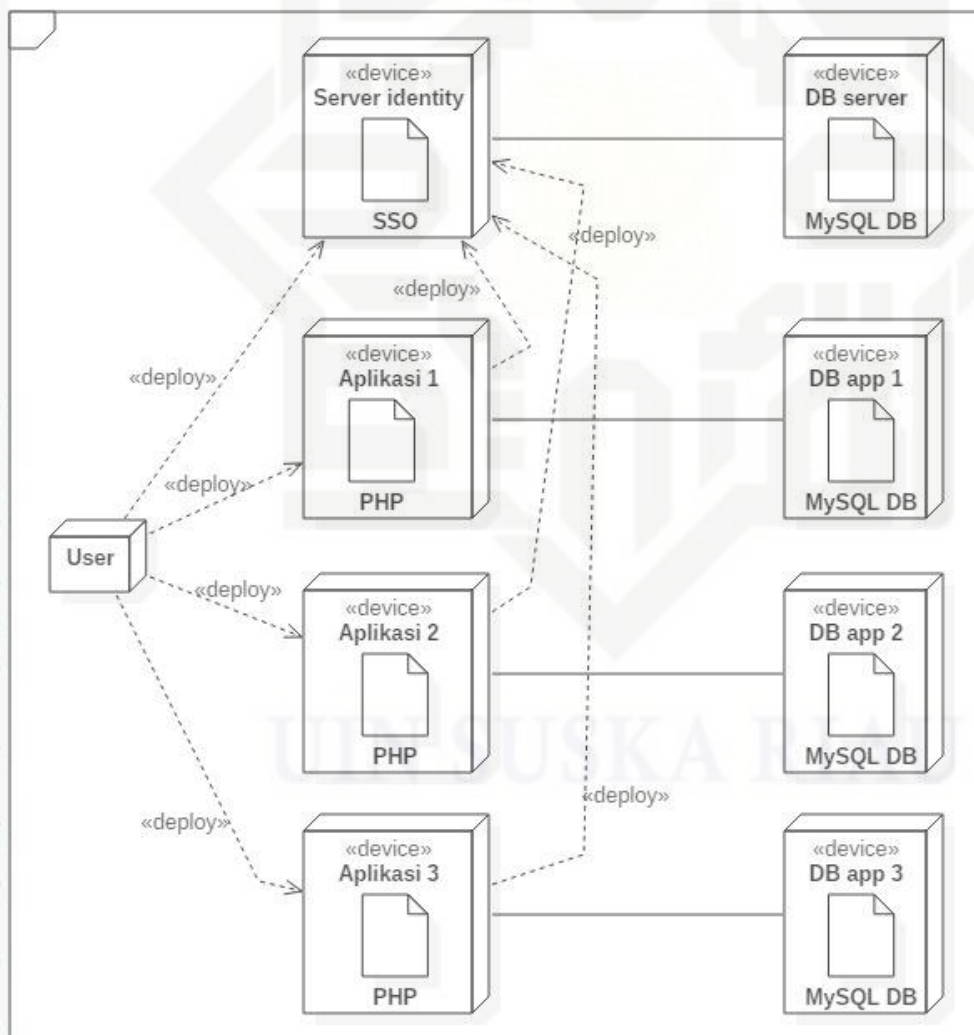 «device»
Server identity
SSO
«device»
DB server
MySQL DB
«deploy»
«deploy»
«device»
Aplikasi 1
PHP
«device»
DB app 1
MySQL DB
«deploy»
«deploy»
User
«deploy»
«device»
Aplikasi 2
PHP
«device»
DB app 2
MySQL DB
UIN SUSKA RIAU
«deploy»
«deploy»
«device»
Aplikasi 3
PHP
«device»
DB app 3
MySQL DB